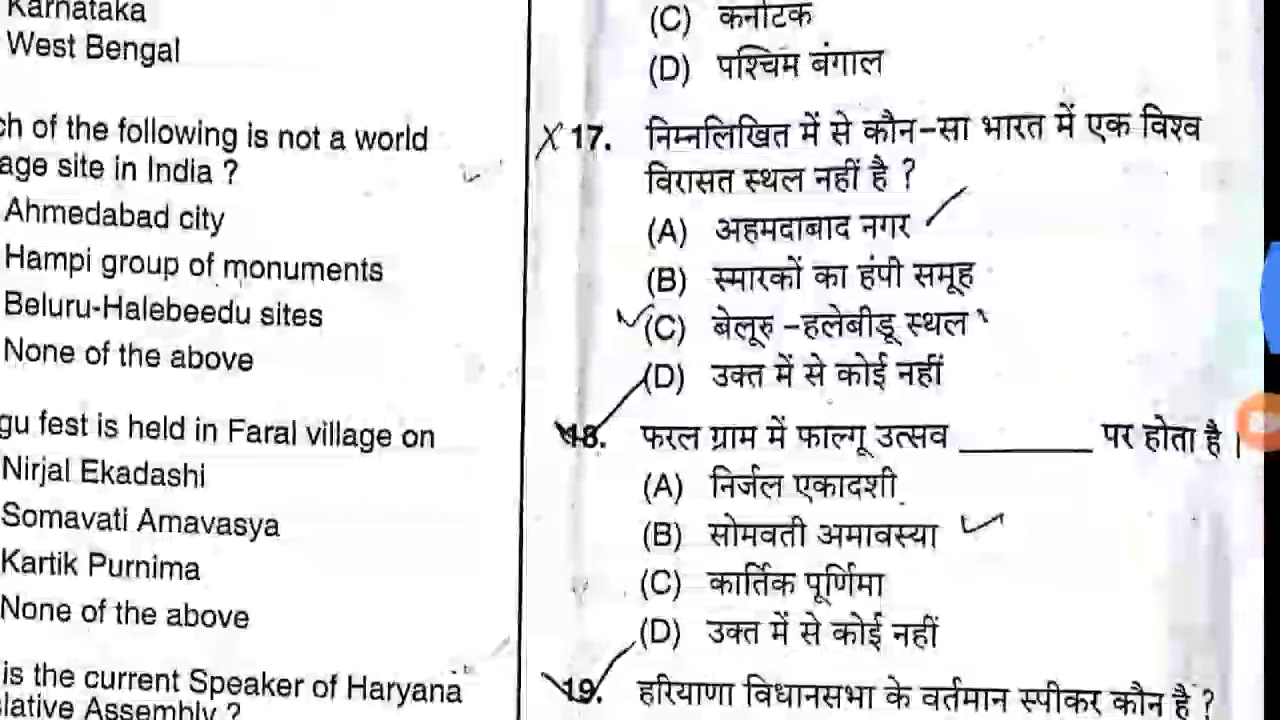 Karnataka
West Bengal
ch of the following is not a world
age site in India ?
Ahmedabad city
Hampi group of monuments
Beluru-Halebeedu sites
None of the above
gu fest is held in Faral village on
Nirjal Ekadashi
Somavati Amavasya
Kartik Purnima
None of the above
is the current Speaker of Haryana
slative Assembly ?
(C) कर्नाटक
(D) पश्चिम बंगाल
17. निम्नलिखित में से कौन-सा भारत में एक विश्व
विरासत स्थल नहीं है ?
(A) अहमदाबाद नगर
(B) स्मारकों का हंपी समूह
(C) बेलूरु-हलेबीडू स्थल
(D) उक्त में से कोई नहीं
18. फरल ग्राम में फाल्गू उत्सव ________ पर होता है ।
(A) निर्जल एकादशी
(B) सोमवती अमावस्या
(C) कार्तिक पूर्णिमा
(D) उक्त में से कोई नहीं
19. हरियाणा विधानसभा के वर्तमान स्पीकर कौन है ?